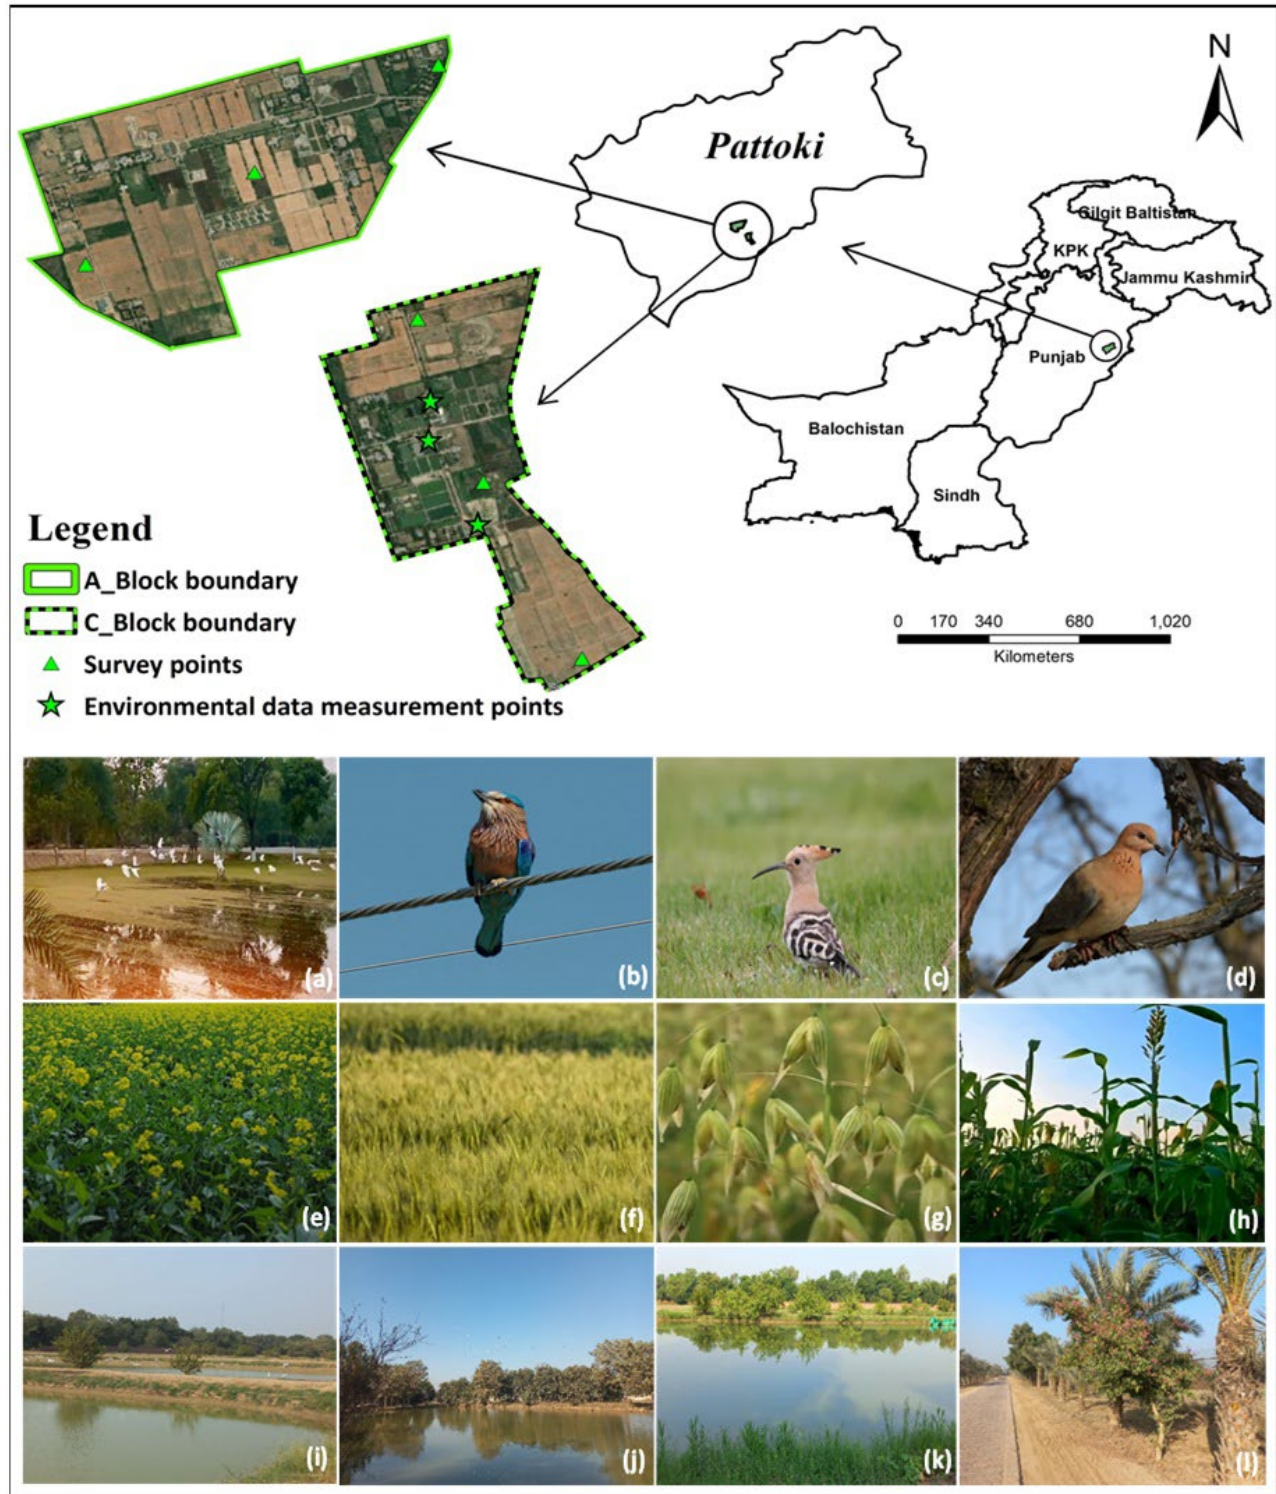 N
Pattoki
Gilgit Baltistan
KPK
Jammu Kashmir
Punjab
Balochistan
Sindh
Legend
A_Block boundary
C_Block boundary
Survey points
Environmental data measurement points
0 170 340 680 1,020
Kilometers
(a) (b) (c) (d)
(e) (f) (g) (h)
(i) (j) (k) (l)